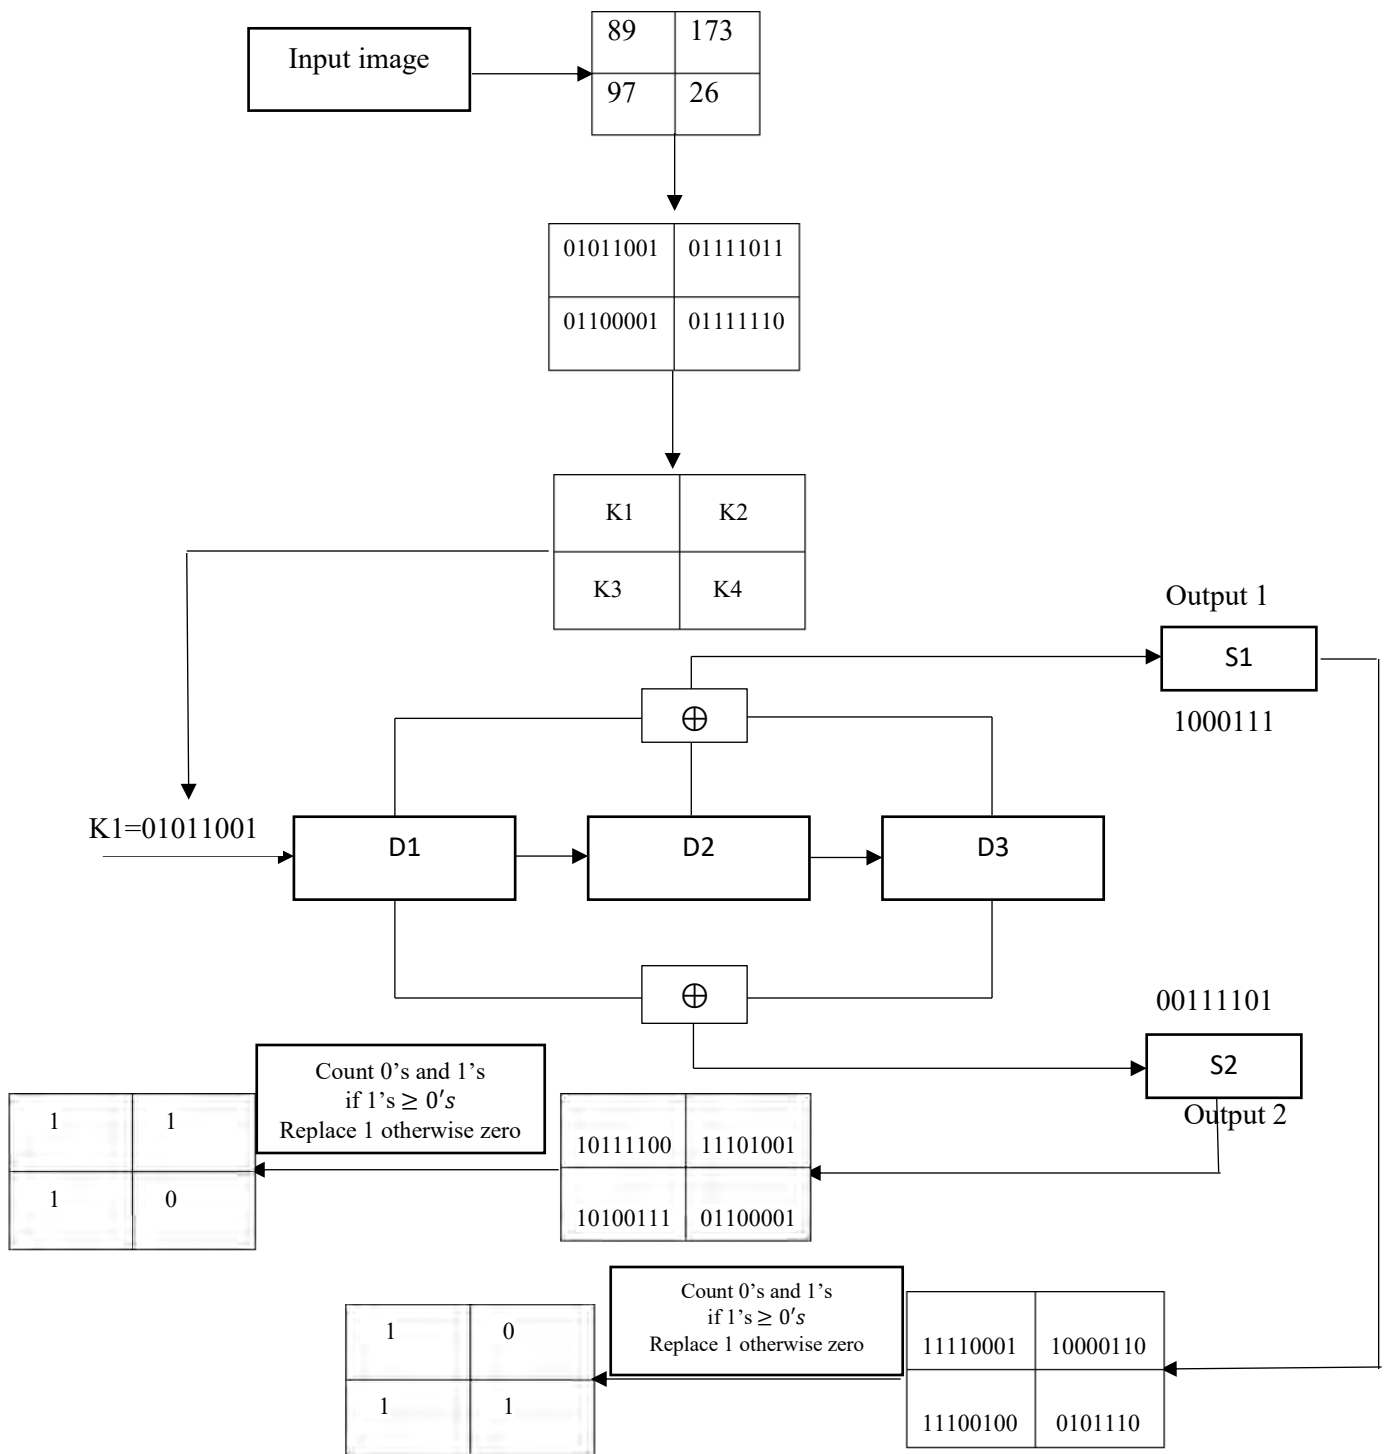 Input image
89 173
97 26
01011001 01111011
01100001 01111110
K1 K2
K3 K4
Output 1
S1
1000111
⊕
K1=01011001
D1 D2 D3
⊕
00111101
S2
Output 2
Count 0’s and 1’s
if 1’s ≥ 0′s
Replace 1 otherwise zero
1 1
1 0
10111100 11101001
10100111 01100001
Count 0’s and 1’s
if 1’s ≥ 0′s
Replace 1 otherwise zero
1 0
1 1
11110001 10000110
11100100 0101110